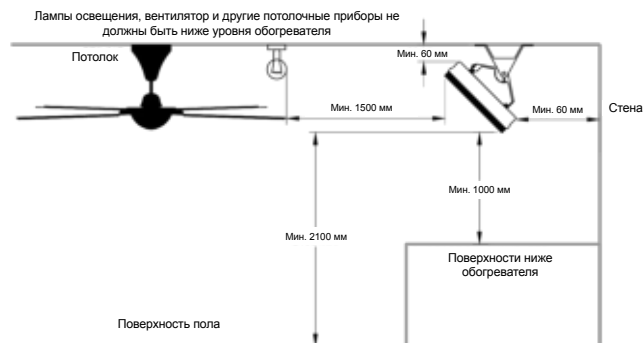 Лампы освещения, вентилятор и другие потолочные приборы не
должны быть ниже уровня обогревателя
Потолок
Мин. 60 мм
Мин. 1500 мм
Мин. 60 мм
Стена
Мин. 1000 мм
Мин. 2100 мм
Поверхности ниже
обогревателя
Поверхность пола